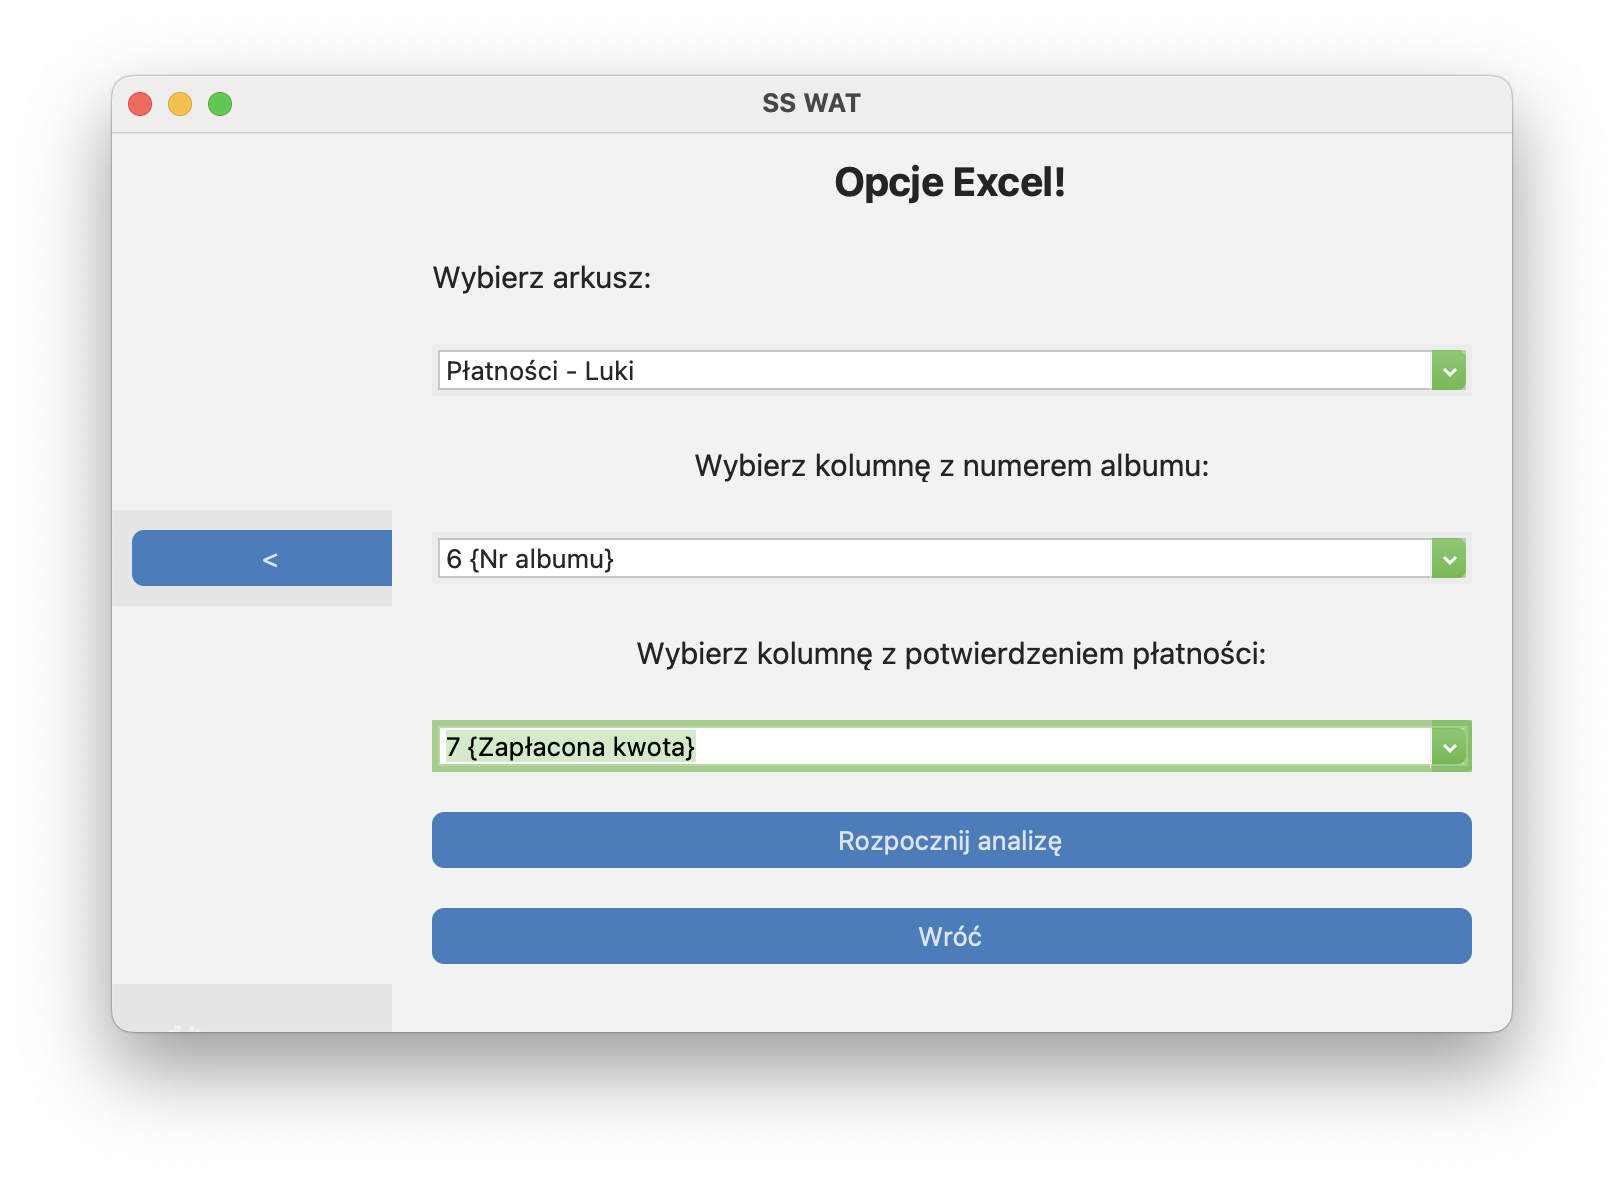 SS WAT
Opcje Excel!
Wybierz arkusz:
Płatności - Luki
Wybierz kolumnę z numerem albumu:
6 {Nr albumu}
<
Wybierz kolumnę z potwierdzeniem płatności:
7 {Zapłacona kwota}
Rozpocznij analizę
Wróć